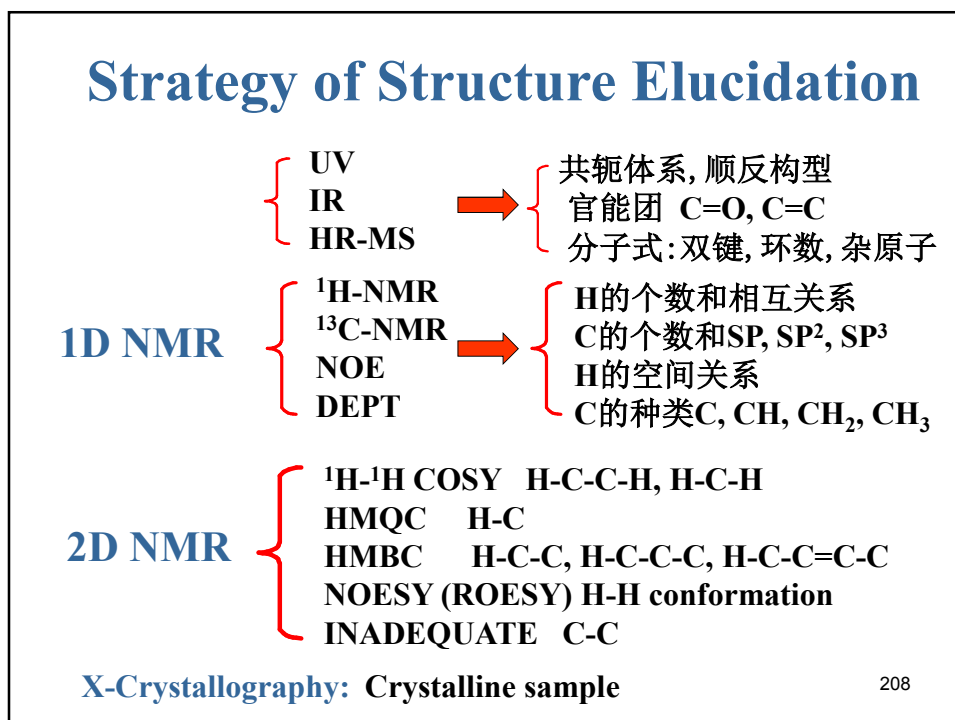 Strategy of Structure Elucidation
UV
IR
HR-MS
共轭体系, 顺反构型
官能团 C=O, C=C
分子式: 双键, 环数, 杂原子
1D NMR
¹H-NMR
¹³C-NMR
NOE
DEPT
H的个数和相互关系
C的个数和SP, SP², SP³
H的空间关系
C的种类C, CH, CH₂, CH₃
2D NMR
¹H-¹H COSY H-C-C-H, H-C-H
HMQC H-C
HMBC H-C-C, H-C-C-C, H-C-C=C-C
NOESY (ROESY) H-H conformation
INADEQUATE C-C
X-Crystallography: Crystalline sample
208